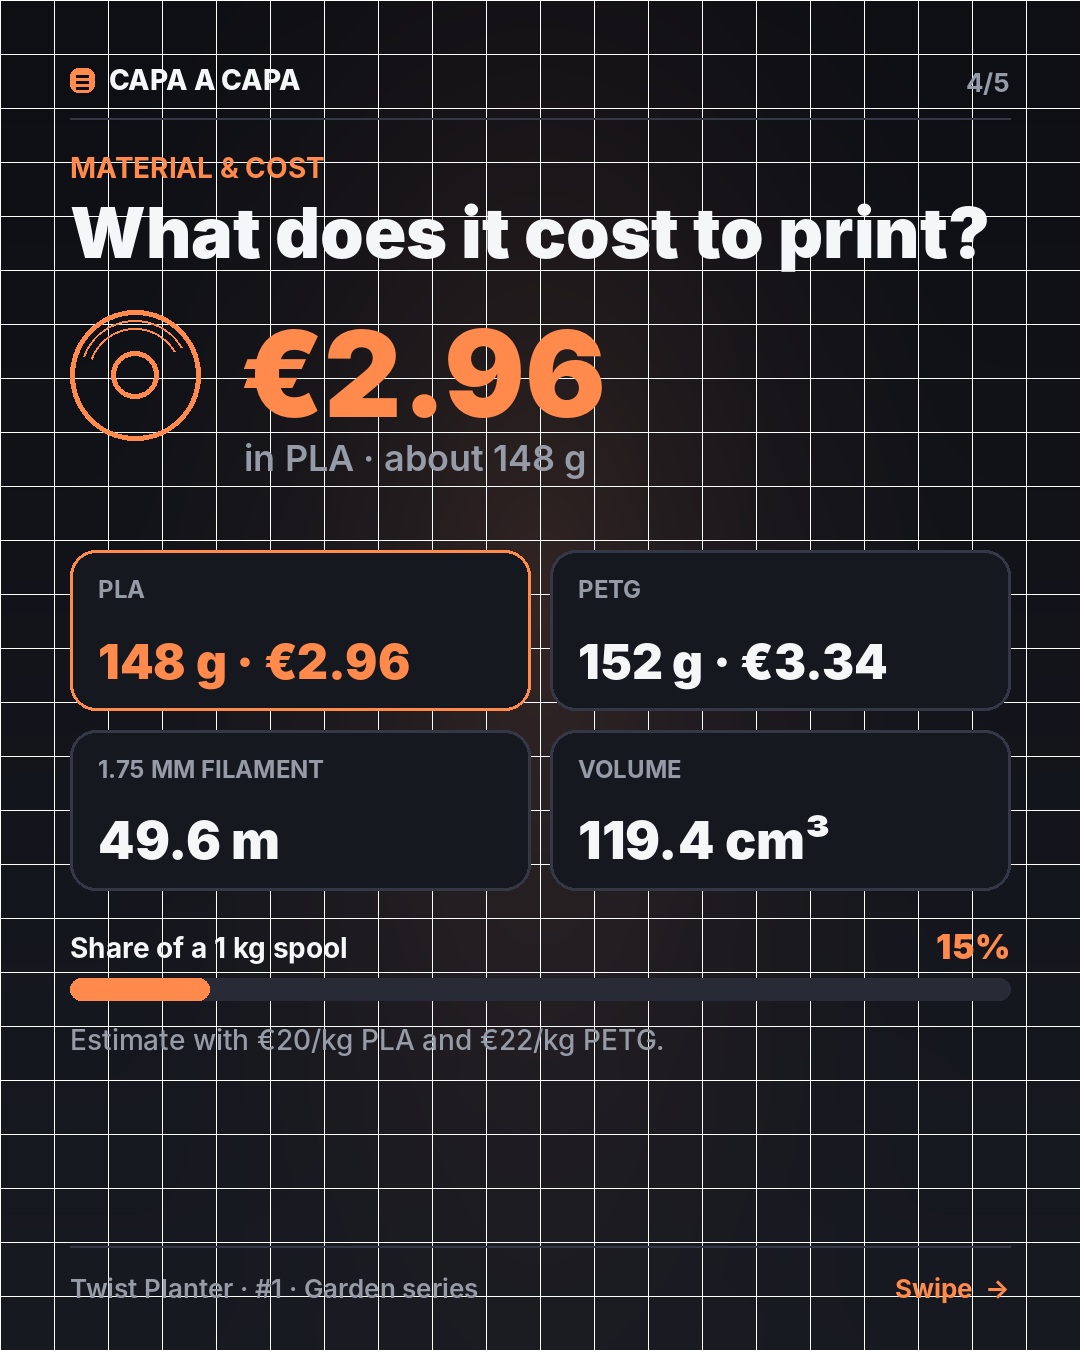 CAPA A CAPA
4/5
MATERIAL & COST
What does it cost to print?
€2.96
in PLA · about 148 g
PLA
148 g · €2.96
PETG
152 g · €3.34
1.75 MM FILAMENT
49.6 m
VOLUME
119.4 cm³
Share of a 1 kg spool
15%
Estimate with €20/kg PLA and €22/kg PETG.
Twist Planter · #1 · Garden series
Swipe →